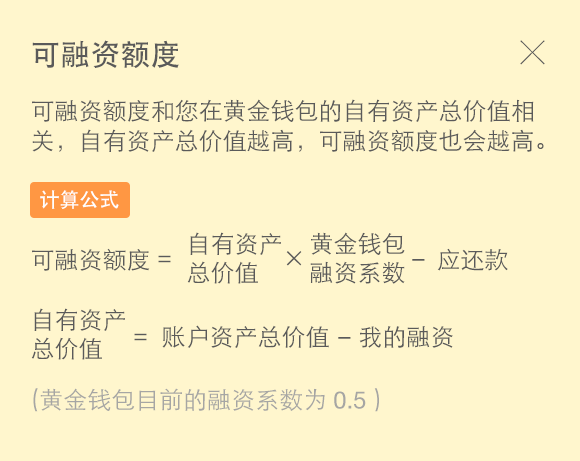 可融资额度
可融资额度和您在黄金钱包的自有资产总价值相
关，自有资产总价值越高，可融资额度也会越高。
计算公式
可融资额度 = 自有资产总价值 × 黄金钱包融资系数 – 应还款
自有资产总价值 = 账户资产总价值 – 我的融资
(黄金钱包目前的融资系数为 0.5 )